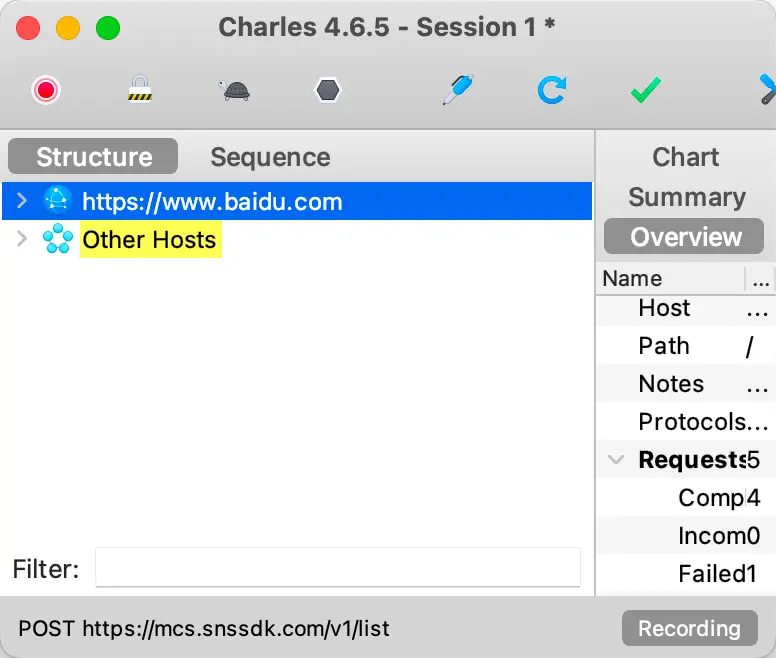 Charles 4.6.5 - Session 1 *
Structure Sequence
https://www.baidu.com
Other Hosts
Filter:
Chart
Summary
Overview
Name ...
Host ...
Path /
Notes ...
Protocols...
Requests 5
Comp 4
Incom 0
Failed 1
POST https://mcs.snssdk.com/v1/list
Recording